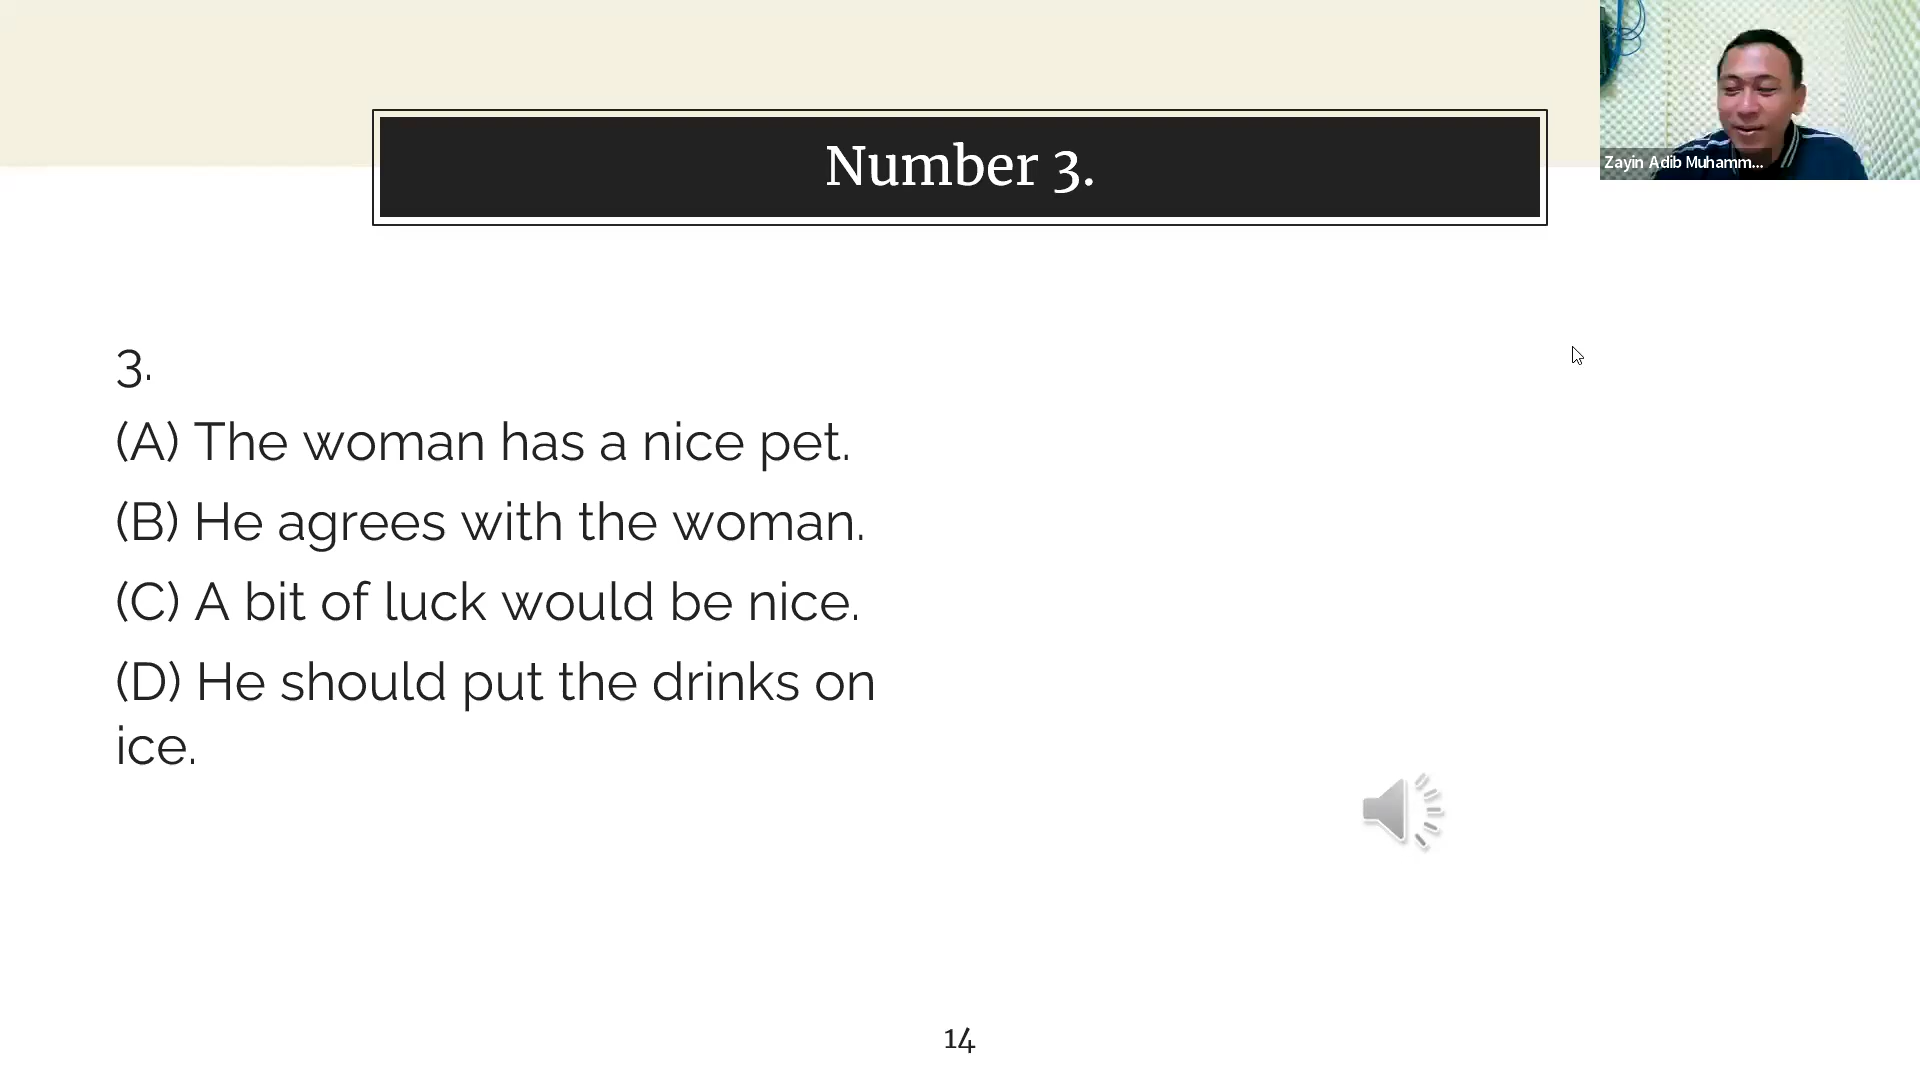 Number 3.
Zayin Adib Muhamm...
3.
(A) The woman has a nice pet.
(B) He agrees with the woman.
(C) A bit of luck would be nice.
(D) He should put the drinks on
ice.
14